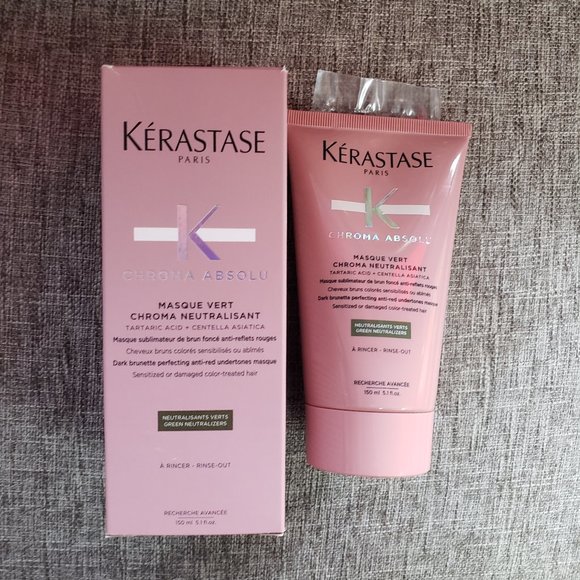 KÉRASTASE
PARIS
K
CHROMA ABSOLU
MASQUE VERT
CHROMA NEUTRALISANT
TARTARIC ACID + CENTELLA ASIATICA
Masque sublimateur de brun foncé anti-reflets rouges
Cheveux bruns colorés sensibilisés ou abîmés
Dark brunette perfecting anti-red undertones masque
Sensitized or damaged color-treated hair
NEUTRALISANTS VERTS
GREEN NEUTRALIZERS
À RINCER - RINSE-OUT
RECHERCHE AVANCÉE
150 ml 5.1 fl.oz.
KÉRASTASE
PARIS
K
CHROMA ABSOLU
MASQUE VERT
CHROMA NEUTRALISANT
TARTARIC ACID + CENTELLA ASIATICA
Masque sublimateur de brun foncé anti-reflets rouges
Cheveux bruns colorés sensibilisés ou abîmés
Dark brunette perfecting anti-red undertones masque
Sensitized or damaged color-treated hair
NEUTRALISANTS VERTS
GREEN NEUTRALIZERS
À RINCER - RINSE-OUT
RECHERCHE AVANCÉE
150 ml 5.1 fl.oz.